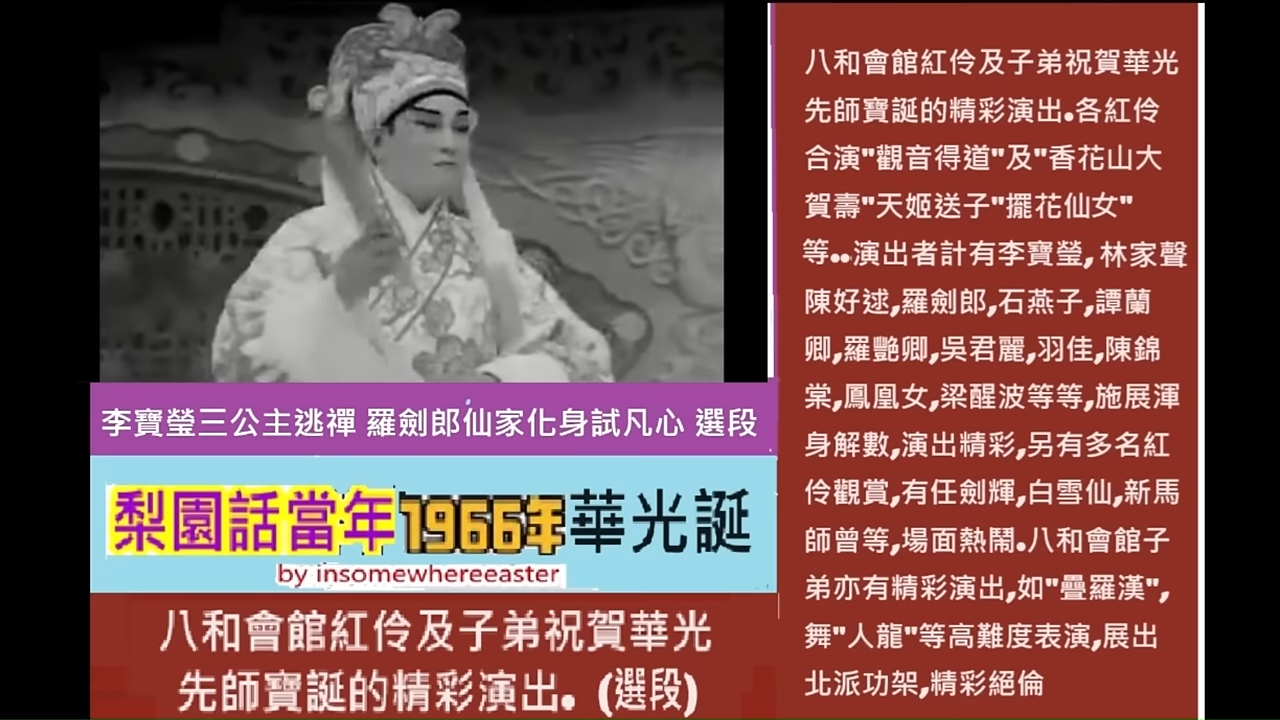 李寶瑩三公主逃禪 羅劍郎仙家化身試凡心 選段
梨園話當年1966年華光誕
by insomewhereeaster
八和會館紅伶及子弟祝賀華光
先師寶誕的精彩演出. (選段)
八和會館紅伶及子弟祝賀華光
先師寶誕的精彩演出.各紅伶
合演"觀音得道"及"香花山大
賀壽"天姬送子"擺花仙女"
等..演出者計有李寶瑩,林家聲
陳好逑,羅劍郎,石燕子,譚蘭
卿,羅艷卿,吳君麗,羽佳,陳錦
棠,鳳凰女,梁醒波等等,施展渾
身解數,演出精彩,另有多名紅
伶觀賞,有任劍輝,白雪仙,新馬
師曾等,場面熱鬧.八和會館子
弟亦有精彩演出,如"疊羅漢",
舞"人龍"等高難度表演,展出
北派功架,精彩絕倫